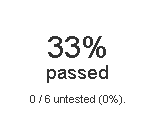 33%
passed
0 / 6 untested (0%).